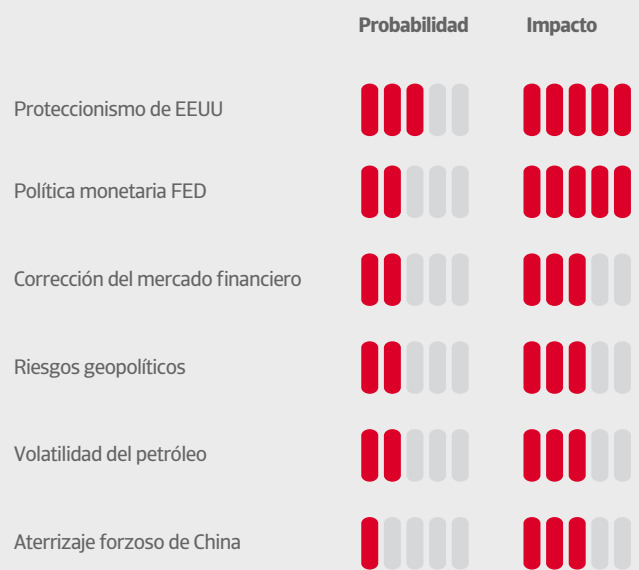 Probabilidad Impacto
Proteccionismo de EEUU
Política monetaria FED
Corrección del mercado financiero
Riesgos geopolíticos
Volatilidad del petróleo
Aterrizaje forzoso de China